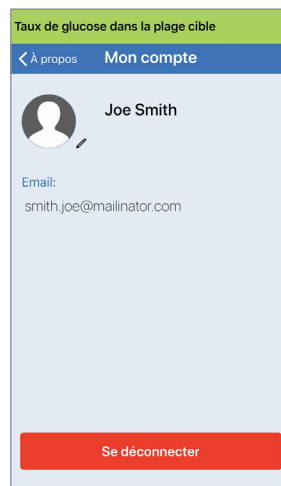 Taux de glucose dans la plage cible
À propos Mon compte
Joe Smith
Email:
smith.joe@mailinator.com
Se déconnecter